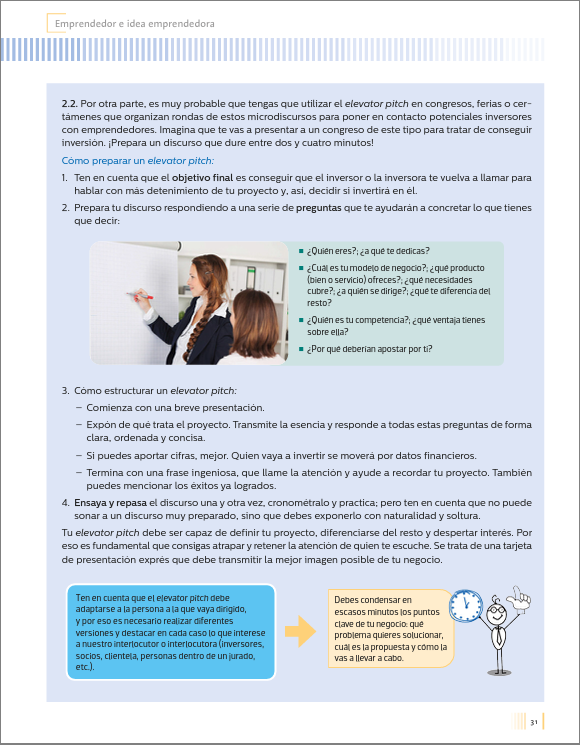 Emprendedor e idea emprendedora
2.2. Por otra parte, es muy probable que tengas que utilizar el elevator pitch en congresos, ferias o cer-
támenes que organizan rondas de estos microdiscursos para poner en contacto potenciales inversores
con emprendedores. Imagina que te vas a presentar a un congreso de este tipo para tratar de conseguir
inversión. ¡Prepara un discurso que dure entre dos y cuatro minutos!
Cómo preparar un elevator pitch:
1. Ten en cuenta que el objetivo final es conseguir que el inversor o la inversora te vuelva a llamar para
hablar con más detenimiento de tu proyecto y, así, decidir si invertirá en él.
2. Prepara tu discurso respondiendo a una serie de preguntas que te ayudarán a concretar lo que tienes
que decir:
■ ¿Quién eres?; ¿a qué te dedicas?
■ ¿Cuál es tu modelo de negocio?; ¿qué producto
(bien o servicio) ofreces?; ¿qué necesidades
cubre?; ¿a quién se dirige?; ¿qué te diferencia del
resto?
■ ¿Quién es tu competencia?; ¿qué ventaja tienes
sobre ella?
■ ¿Por qué deberían apostar por ti?
3. Cómo estructurar un elevator pitch:
– Comienza con una breve presentación.
– Expón de qué trata el proyecto. Transmite la esencia y responde a todas estas preguntas de forma
clara, ordenada y concisa.
– Si puedes aportar cifras, mejor. Quien vaya a invertir se moverá por datos financieros.
– Termina con una frase ingeniosa, que llame la atención y ayude a recordar tu proyecto. También
puedes mencionar los éxitos ya logrados.
4. Ensaya y repasa el discurso una y otra vez, cronométralo y practica; pero ten en cuenta que no puede
sonar a un discurso muy preparado, sino que debes exponerlo con naturalidad y soltura.
Tu elevator pitch debe ser capaz de definir tu proyecto, diferenciarse del resto y despertar interés. Por
eso es fundamental que consigas atrapar y retener la atención de quien te escuche. Se trata de una tarjeta
de presentación exprés que debe transmitir la mejor imagen posible de tu negocio.
Ten en cuenta que el elevator pitch debe
adaptarse a la persona a la que vaya dirigido,
y por eso es necesario realizar diferentes
versiones y destacar en cada caso lo que interese
a nuestro interlocutor o interlocutora (inversores,
socios, clientela, personas dentro de un jurado,
etc.).
Debes condensar en
escasos minutos los puntos
clave de tu negocio: qué
problema quieres solucionar,
cuál es la propuesta y cómo la
vas a llevar a cabo.
31